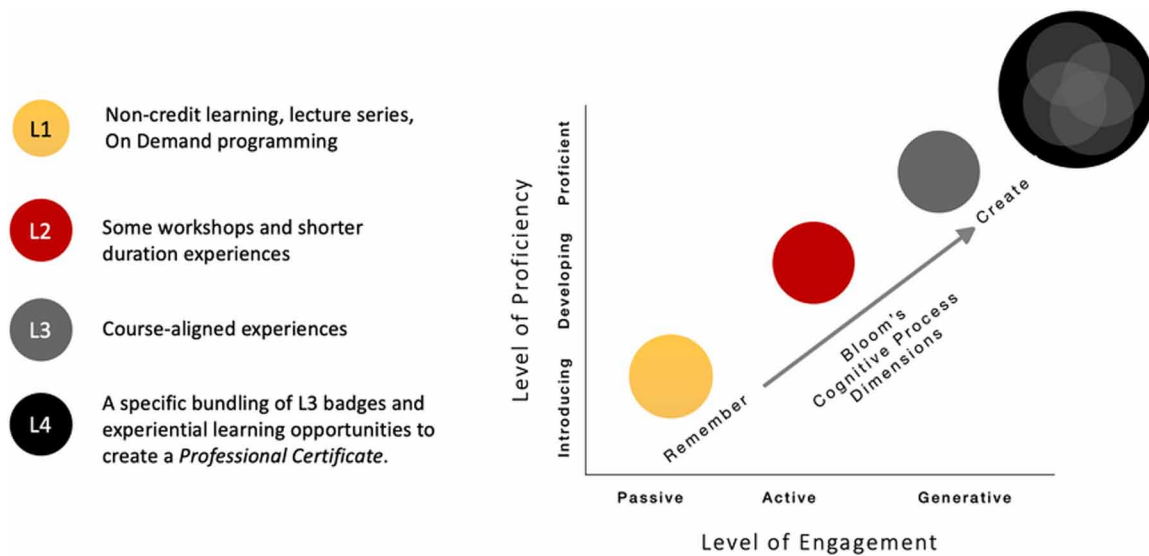 L1
Non-credit learning, lecture series,
On Demand programming
L2
Some workshops and shorter
duration experiences
L3
Course-aligned experiences
L4
A specific bundling of L3 badges and
experiential learning opportunities to
create a Professional Certificate.
Level of Proficiency
Proficient
Developing
Introducing
Create
Bloom's
Cognitive Process
Dimensions
Remember
Passive
Active
Generative
Level of Engagement